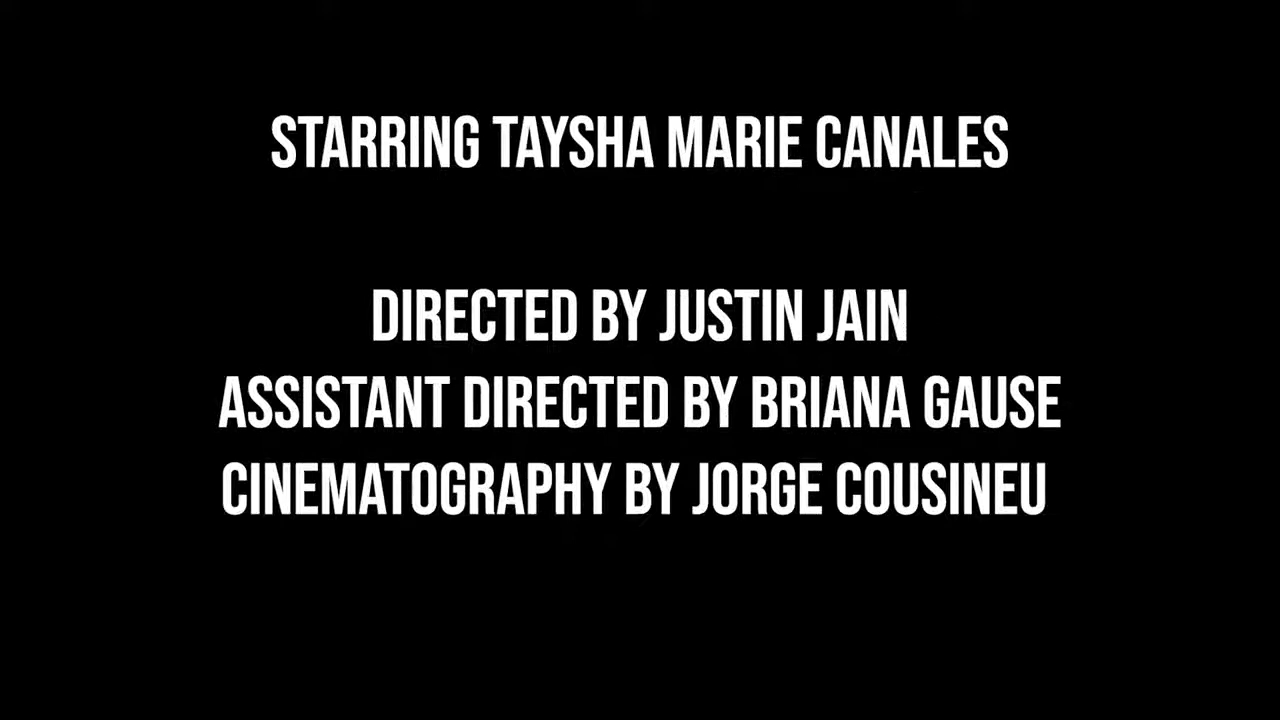 STARRING TAYSHA MARIE CANALES
DIRECTED BY JUSTIN JAIN
ASSISTANT DIRECTED BY BRIANA GAUSE
CINEMATOGRAPHY BY JORGE COUSINEU